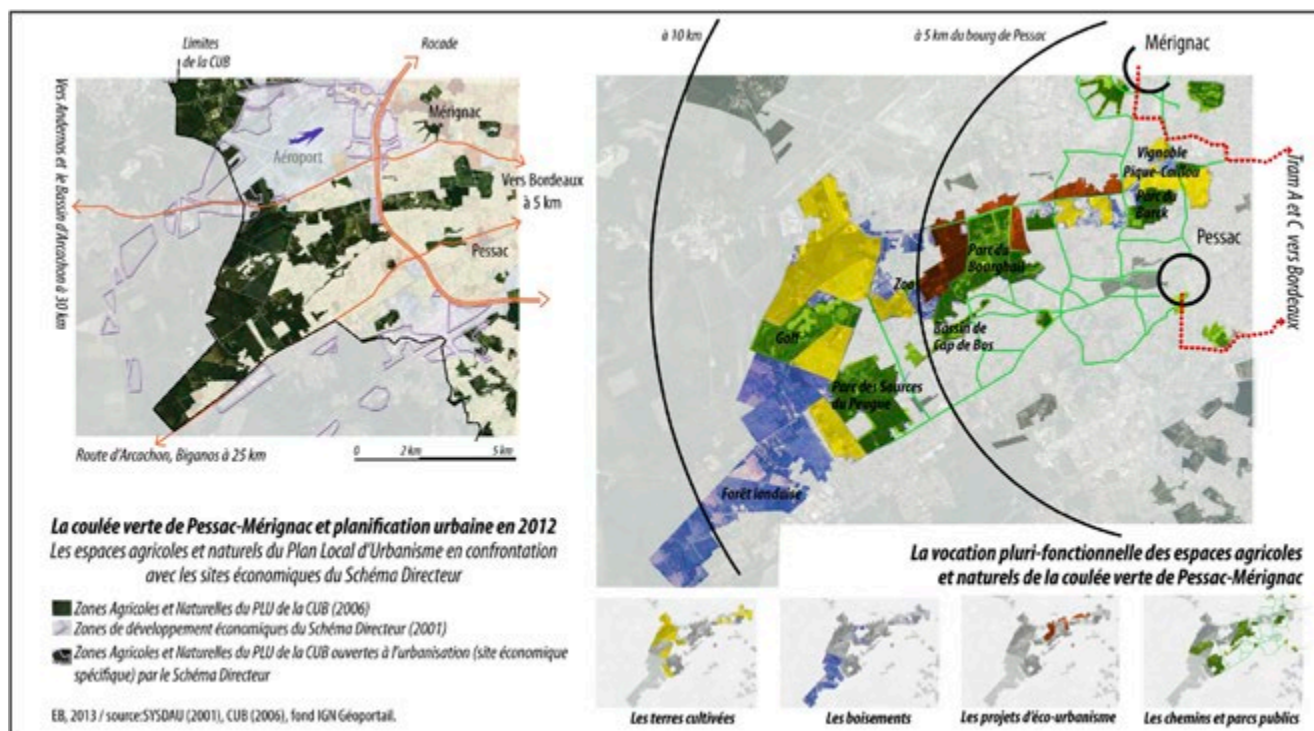 Limites
de la CUB
Rocade
Mérignac
Aéroport
Vers Bordeaux
à 5 km
Pessac
Vers Andernos et le Bassin d'Arcachon à 30 km
Route d'Arcachon, Biganos à 25 km
0 2 km 5 km
La coulée verte de Pessac-Mérignac et planification urbaine en 2012
Les espaces agricoles et naturels du Plan Local d'Urbanisme en confrontation
avec les sites économiques du Schéma Directeur
Zones Agricoles et Naturelles du PLU de la CUB (2006)
Zones de développement économiques du Schéma Directeur (2001)
Zones Agricoles et Naturelles du PLU de la CUB ouvertes à l'urbanisation (site économique
spécifique) par le Schéma Directeur
EB, 2013 / source:SYSDAU (2001), CUB (2006), fond IGN Géoportail.
à 10 km
à 5 km du bourg de Pessac
Mérignac
Vignoble
Pique-Caillou
Parc du
Burck
Pessac
Tram A et C vers Bordeaux
Parc du
Bourghail
Zoo
Bassin de
Cap de Bos
Golf
Parc des Sources
du Peugue
Forêt landaise
La vocation pluri-fonctionnelle des espaces agricoles
et naturels de la coulée verte de Pessac-Mérignac
Les terres cultivées
Les boisements
Les projets d'éco-urbanisme
Les chemins et parcs publics